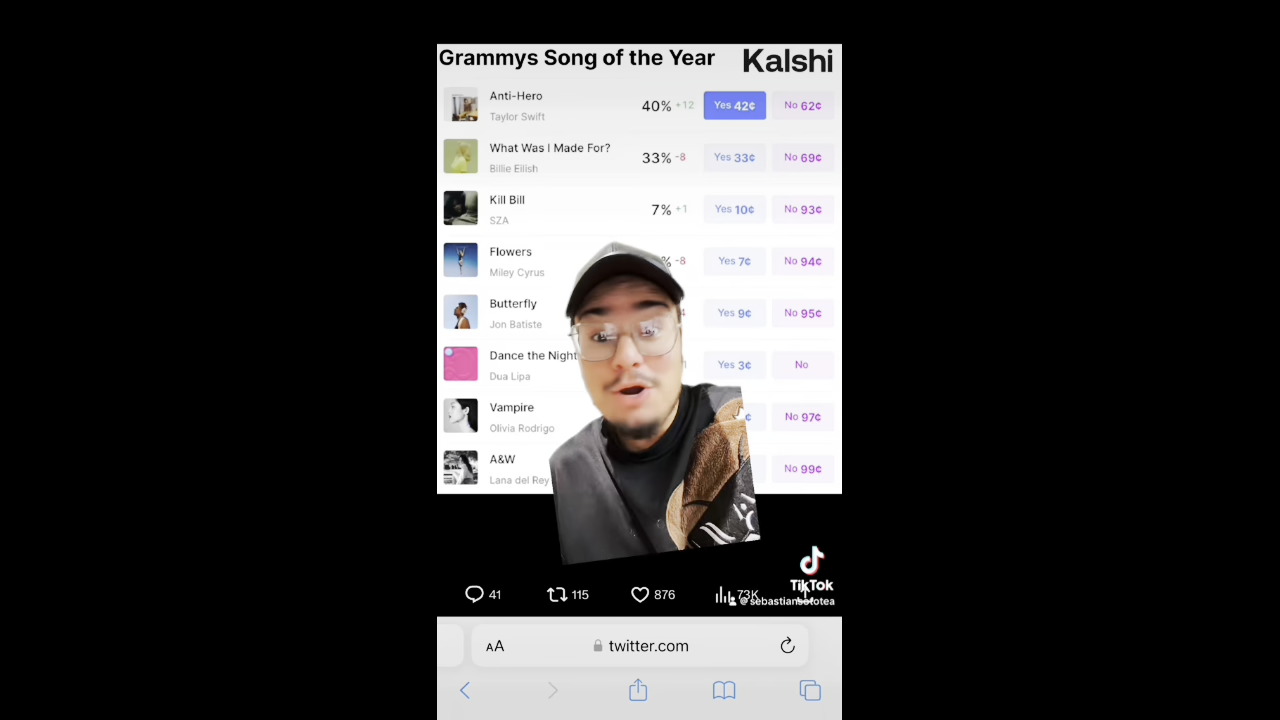 Grammys Song of the Year
Kalshi
Anti-Hero
Taylor Swift
40% +12
Yes 42¢
No 62¢
What Was I Made For?
Billie Eilish
33% -8
Yes 33¢
No 69¢
Kill Bill
SZA
7% +1
Yes 10¢
No 93¢
Flowers
Miley Cyrus
% -8
Yes 7¢
No 94¢
Butterfly
Jon Batiste
Yes 9¢
No 95¢
Dance the Night
Dua Lipa
Yes 3¢
No
Vampire
Olivia Rodrigo
¢
No 97¢
A&W
Lana del Rey
No 99¢
41
115
876
73K
TikTok
@sebastiansototea
AA
twitter.com